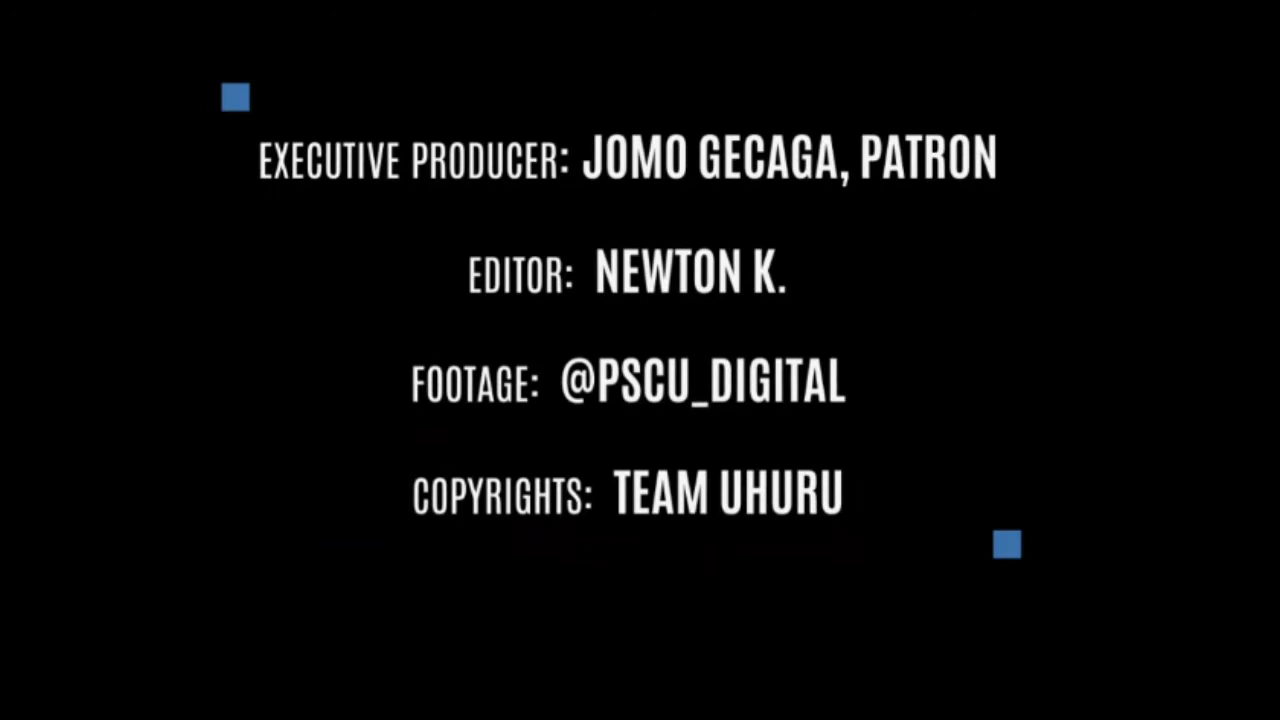 EXECUTIVE PRODUCER: JOMO GECAGA, PATRON
EDITOR: NEWTON K.
FOOTAGE: @PSCU_DIGITAL
COPYRIGHTS: TEAM UHURU